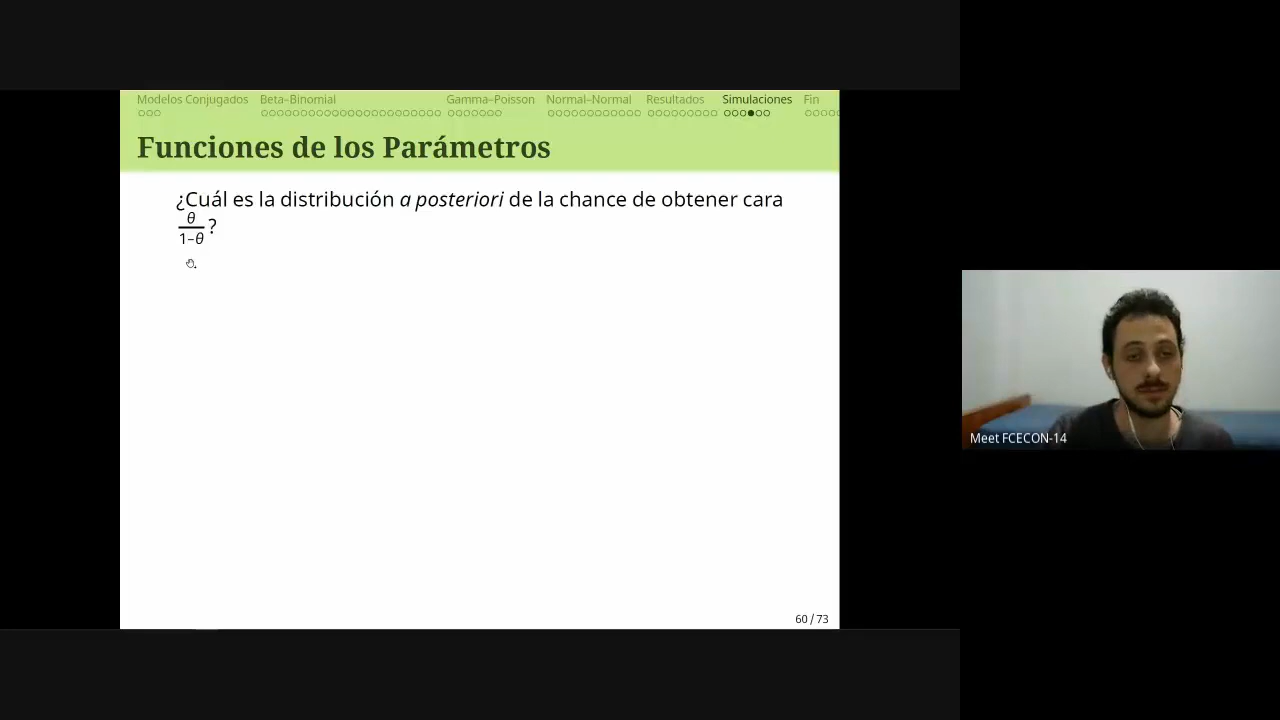 Modelos Conjugados Beta–Binomial Gamma–Poisson Normal–Normal Resultados Simulaciones Fin
Funciones de los Parámetros
¿Cuál es la distribución a posteriori de la chance de obtener cara
θ/1−θ?
60 / 73
Meet FCECON-14